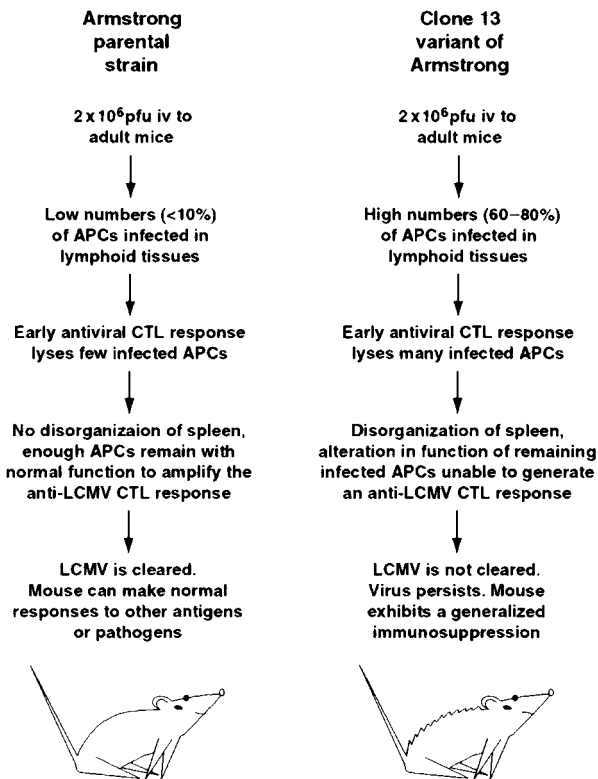 Armstrong
parental
strain
2 x 10⁶pfu iv to
adult mice
Low numbers (<10%)
of APCs infected in
lymphoid tissues
Early antiviral CTL response
lyses few infected APCs
No disorganizaion of spleen,
enough APCs remain with
normal function to amplify the
anti-LCMV CTL response
LCMV is cleared.
Mouse can make normal
responses to other antigens
or pathogens
Clone 13
variant of
Armstrong
2 x 10⁶pfu iv to
adult mice
High numbers (60–80%)
of APCs infected in
lymphoid tissues
Early antiviral CTL response
lyses many infected APCs
Disorganization of spleen,
alteration in function of remaining
infected APCs unable to generate
an anti-LCMV CTL response
LCMV is not cleared.
Virus persists. Mouse
exhibits a generalized
immunosuppression